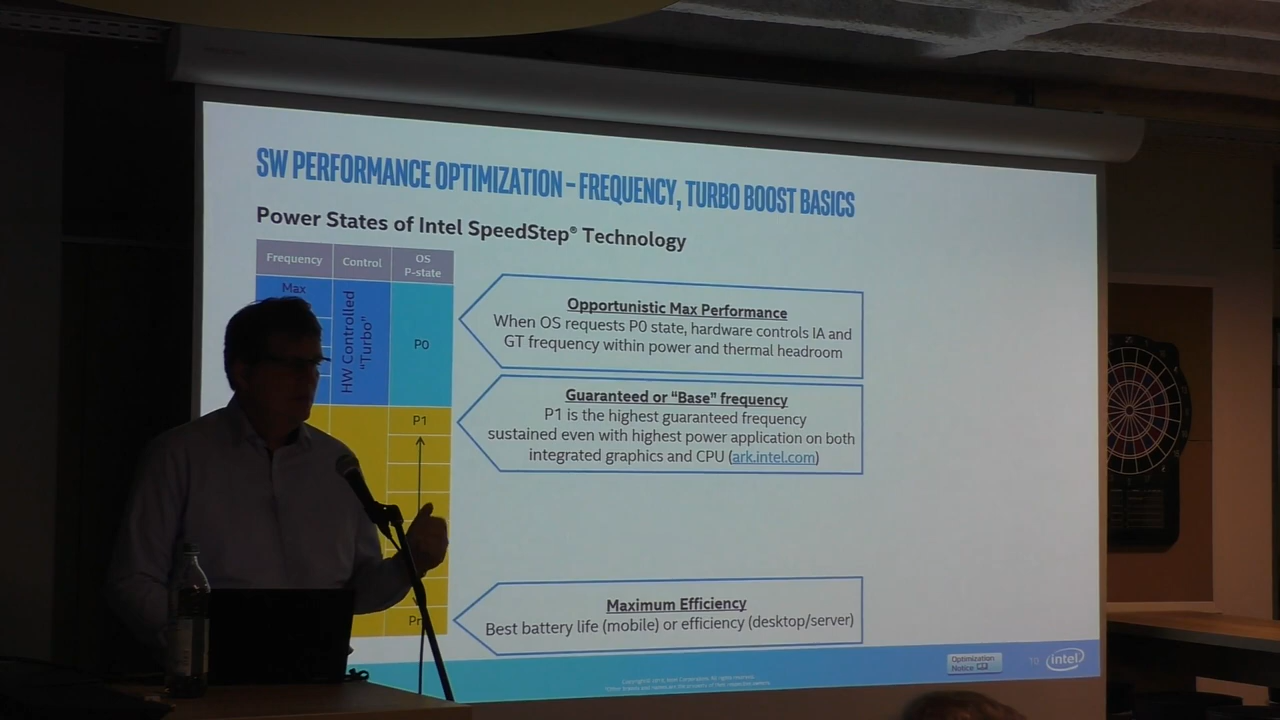 SW PERFORMANCE OPTIMIZATION – FREQUENCY, TURBO BOOST BASICS
Power States of Intel SpeedStep® Technology
Frequency
Control
OS
P-state
Max
HW Controlled
"Turbo"
P0
P1
Opportunistic Max Performance
When OS requests P0 state, hardware controls IA and
GT frequency within power and thermal headroom
Guaranteed or "Base" frequency
P1 is the highest guaranteed frequency
sustained even with highest power application on both
integrated graphics and CPU (ark.intel.com)
Maximum Efficiency
Best battery life (mobile) or efficiency (desktop/server)
Optimization
Notice
10
intel